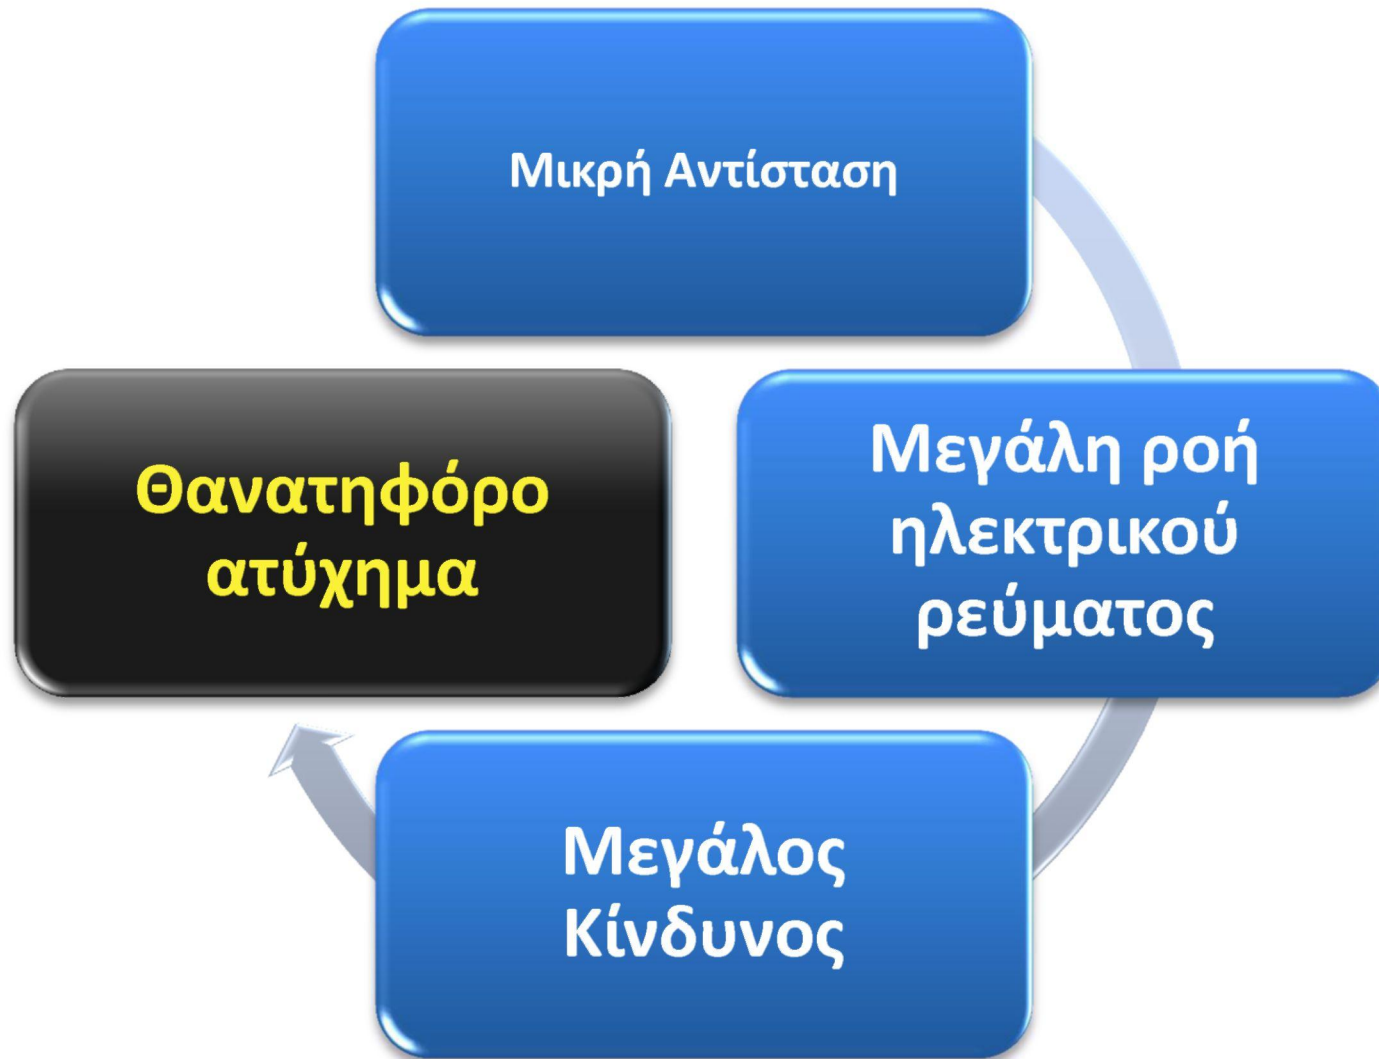 Μικρή Αντίσταση
Μεγάλη ροή
ηλεκτρικού
ρεύματος
Μεγάλος
Κίνδυνος
Θανατηφόρο
ατύχημα